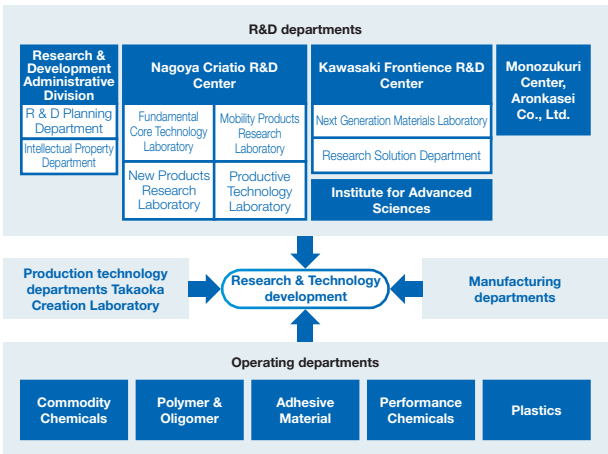 R&D departments
Research &
Development
Administrative
Division
R & D Planning
Department
Intellectual Property
Department
Nagoya Criatio R&D
Center
Fundamental
Core Technology
Laboratory
Mobility Products
Research
Laboratory
New Products
Research
Laboratory
Productive
Technology
Laboratory
Kawasaki Frontience R&D
Center
Next Generation Materials Laboratory
Research Solution Department
Institute for Advanced
Sciences
Monozukuri
Center,
Aronkasei
Co., Ltd.
Production technology
departments Takaoka
Creation Laboratory
Research & Technology
development
Manufacturing
departments
Operating departments
Commodity
Chemicals
Polymer &
Oligomer
Adhesive
Material
Performance
Chemicals
Plastics